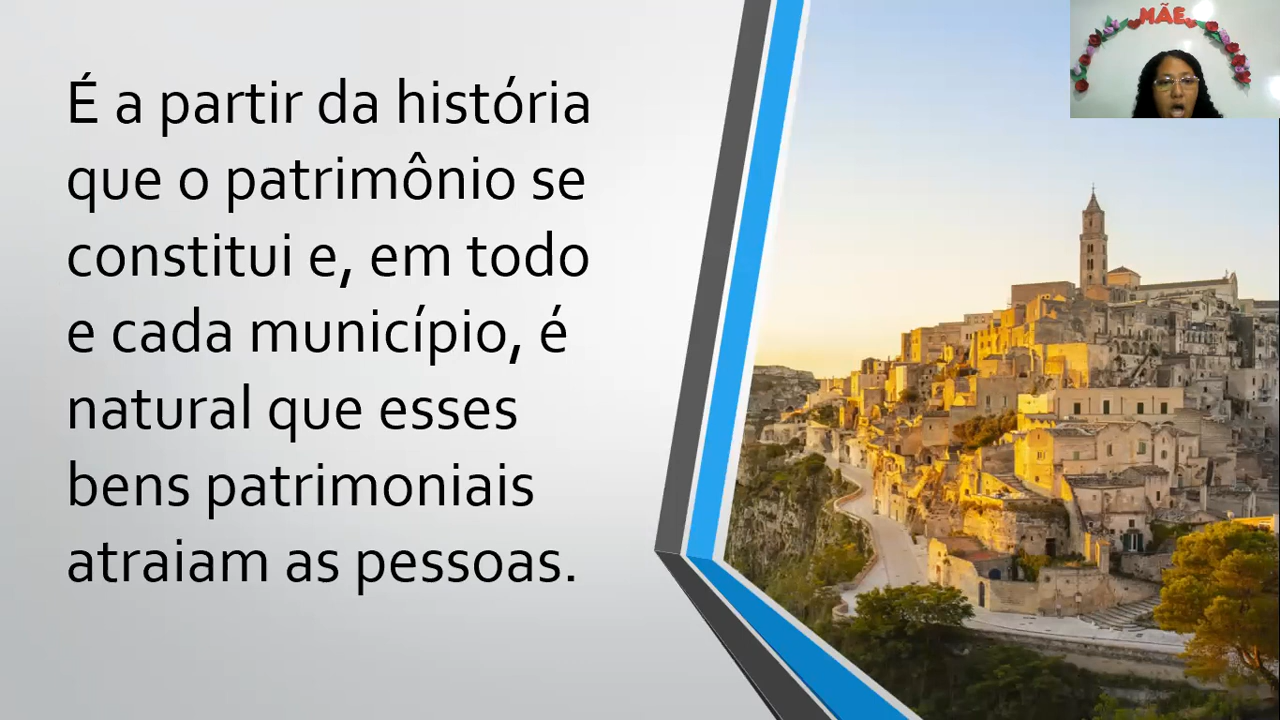 MÃE
É a partir da história
que o patrimônio se
constitui e, em todo
e cada município, é
natural que esses
bens patrimoniais
atraiam as pessoas.